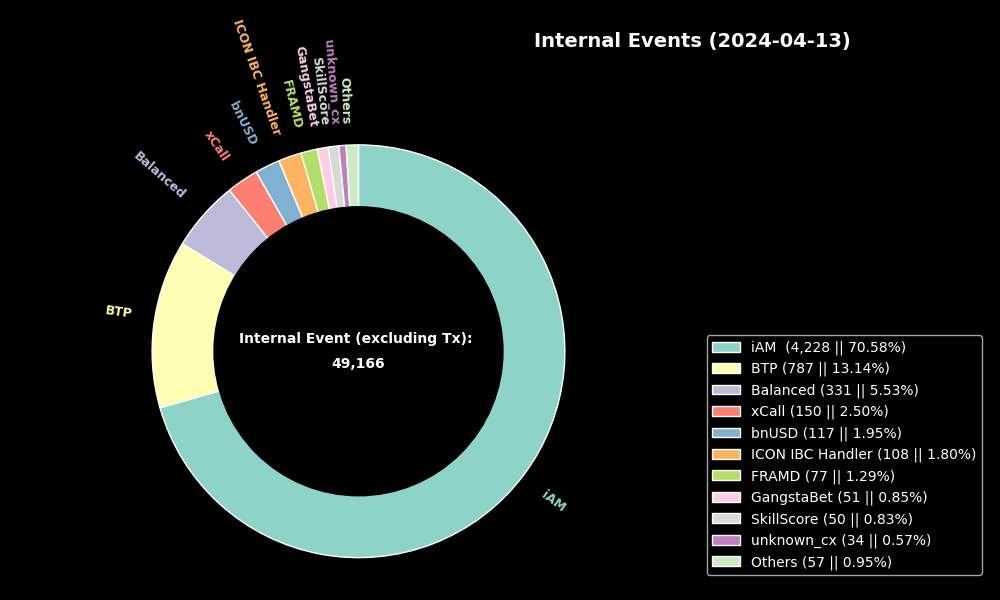 Internal Events (2024-04-13)
iAM
BTP
Balanced
xCall
bnUSD
ICON IBC Handler
FRAMD
GangstaBet
SkillScore
unknown_cx
Others
Internal Event (excluding Tx):
49,166
iAM  (4,228 || 70.58%)
BTP (787 || 13.14%)
Balanced (331 || 5.53%)
xCall (150 || 2.50%)
bnUSD (117 || 1.95%)
ICON IBC Handler (108 || 1.80%)
FRAMD (77 || 1.29%)
GangstaBet (51 || 0.85%)
SkillScore (50 || 0.83%)
unknown_cx (34 || 0.57%)
Others (57 || 0.95%)